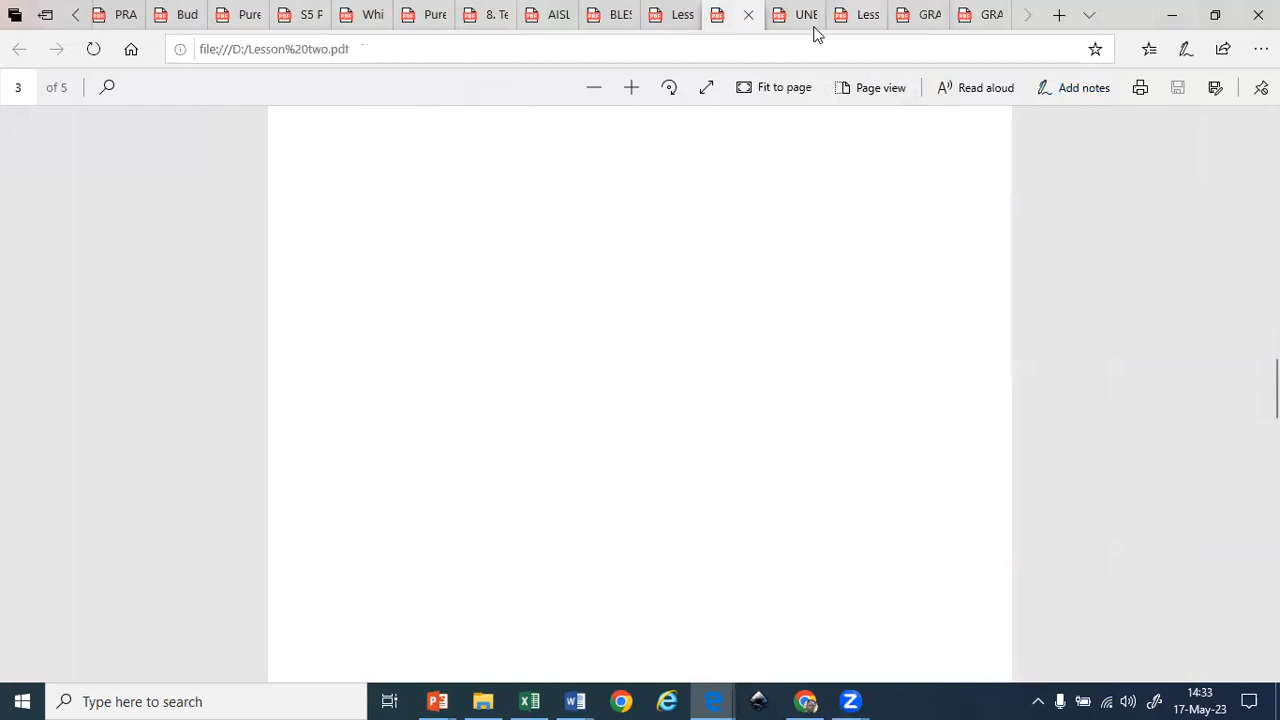 PRA Bud Pure S5 P Whi Pure 8. Te AISL BLES Less UNE Less GRA GRA
file:///D:/Lesson%20two.pdf
3 of 5 Fit to page Page view Read aloud Add notes
Type here to search
14:33
17-May-23